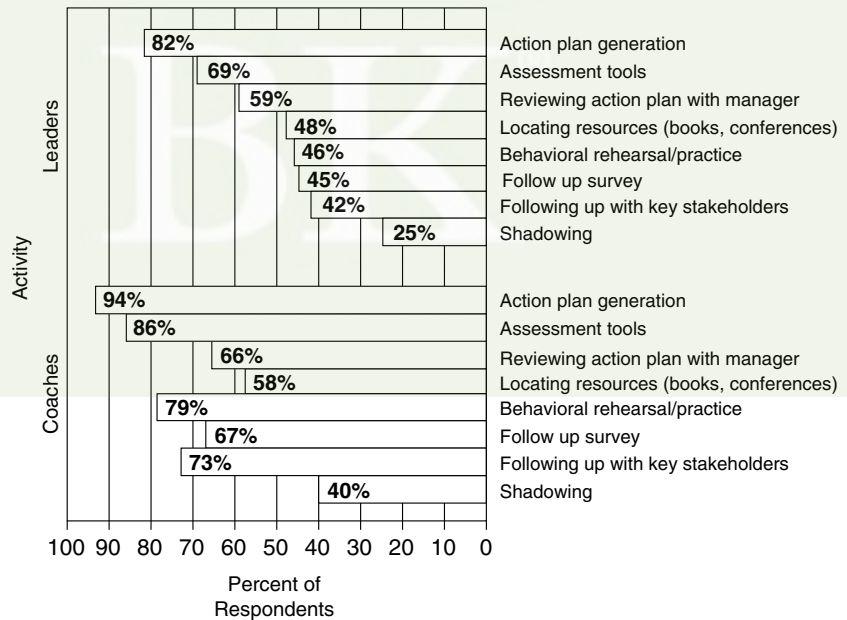 Activity
Leaders
82% Action plan generation
69% Assessment tools
59% Reviewing action plan with manager
48% Locating resources (books, conferences)
46% Behavioral rehearsal/practice
45% Follow up survey
42% Following up with key stakeholders
25% Shadowing
Coaches
94% Action plan generation
86% Assessment tools
66% Reviewing action plan with manager
58% Locating resources (books, conferences)
79% Behavioral rehearsal/practice
67% Follow up survey
73% Following up with key stakeholders
40% Shadowing
100 90 80 70 60 50 40 30 20 10 0
Percent of
Respondents
BK